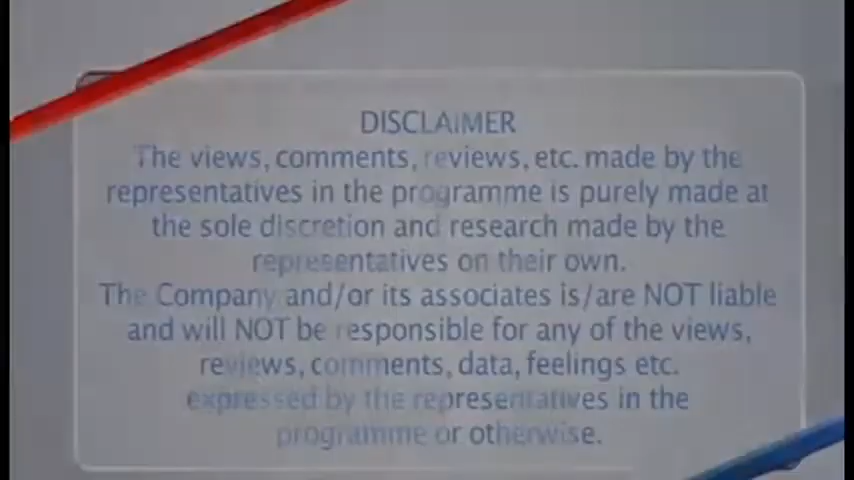 DISCLAIMER
The views, comments, reviews, etc. made by the
representatives in the programme is purely made at
the sole discretion and research made by the
representatives on their own.
The Company and/or its associates is/are NOT liable
and will NOT be responsible for any of the views,
reviews, comments, data, feelings etc.
expressed by the representatives in the
programme or otherwise.